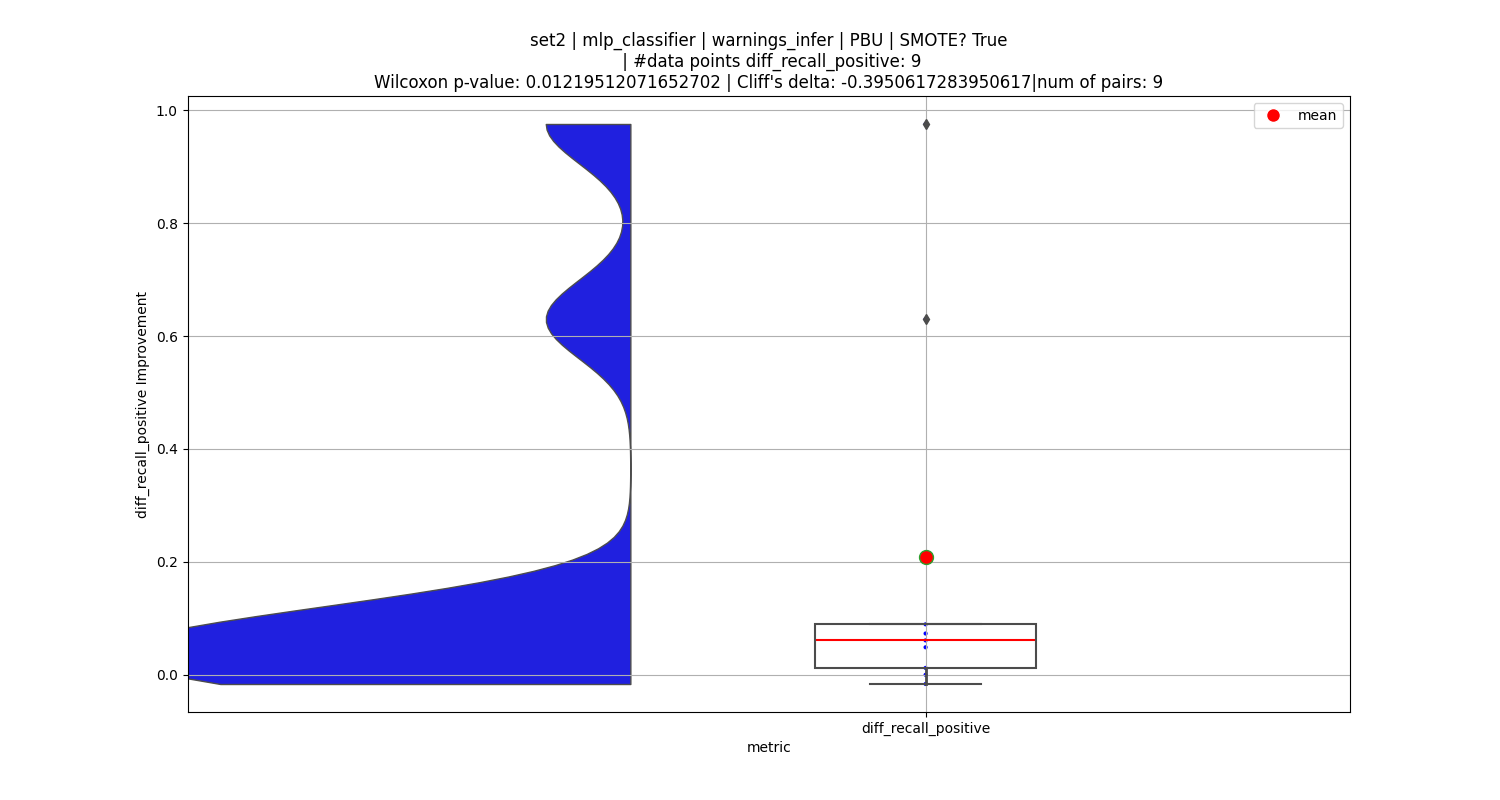 set2 | mlp_classifier | warnings_infer | PBU | SMOTE? True
| #data points diff_recall_positive: 9
Wilcoxon p-value: 0.01219512071652702 | Cliff's delta: -0.3950617283950617|num of pairs: 9
mean
1.0
0.8
0.6
0.4
0.2
0.0
diff_recall_positive Improvement
diff_recall_positive
metric